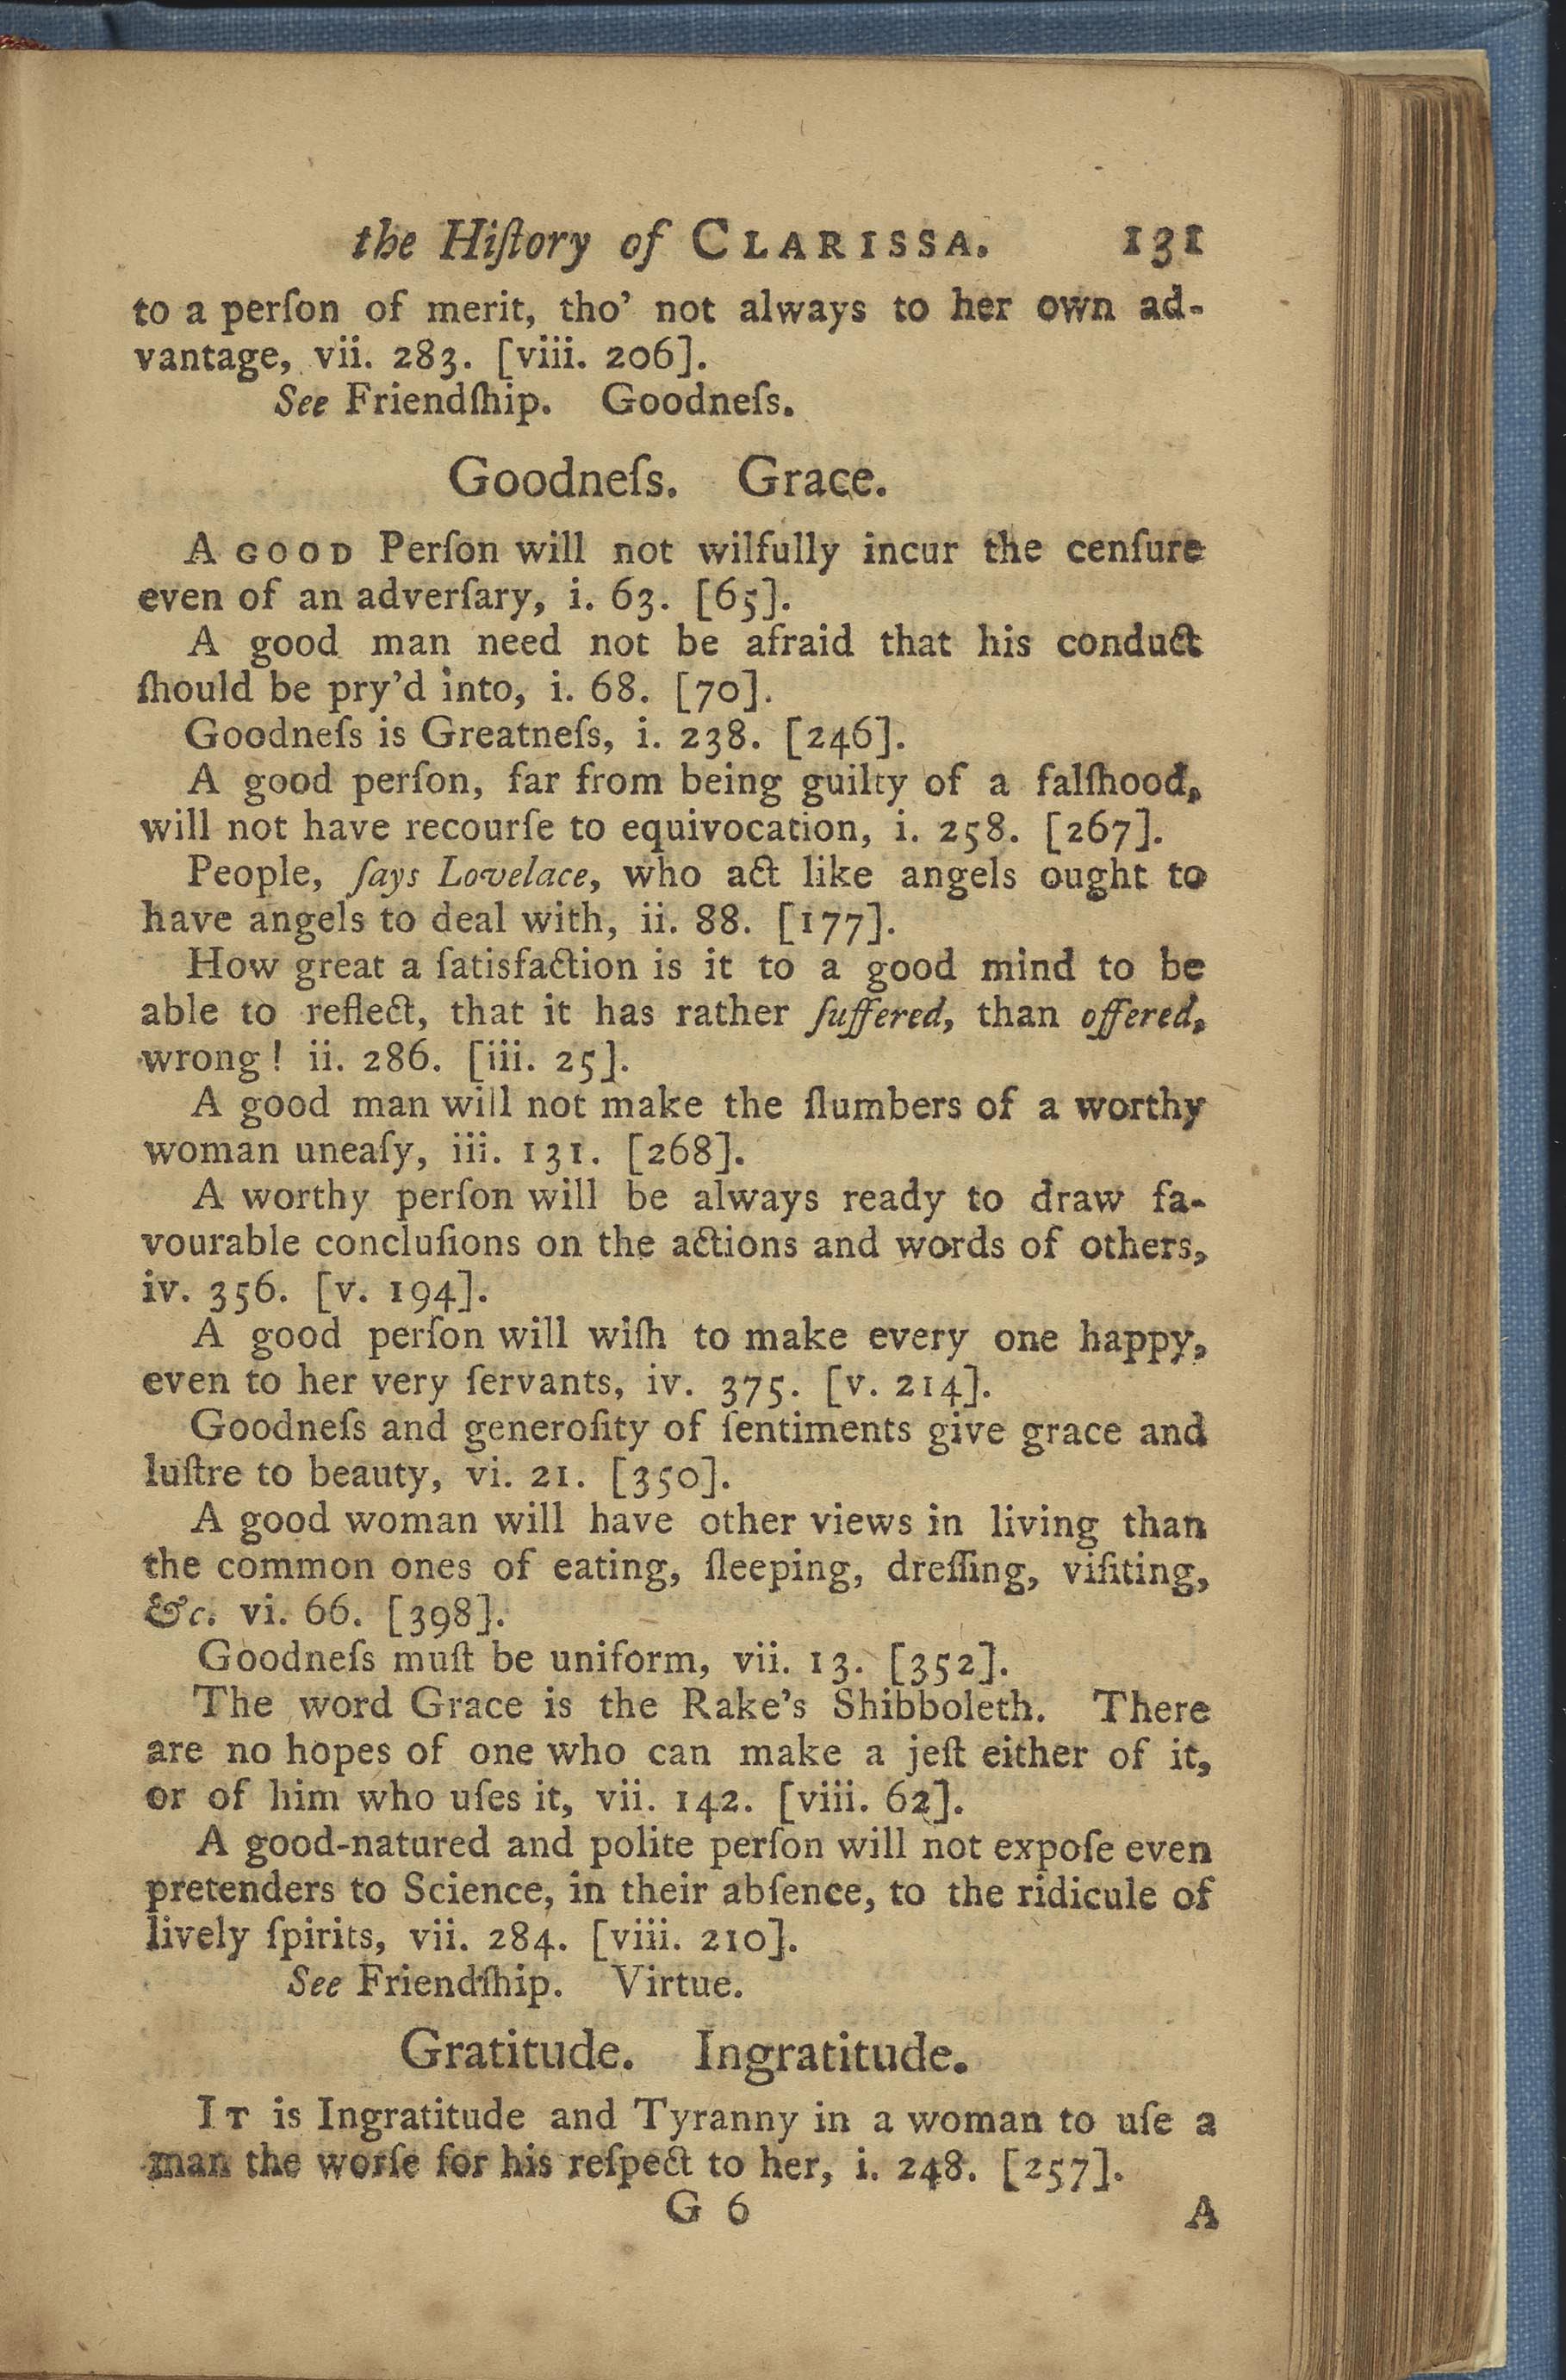 the Hiſtory of CLARISSA. 131
to a perſon of merit, tho' not always to her own ad-
vantage, vii. 283. [viii. 206].
See Friendſhip. Goodneſs.
Goodneſs. Grace.
A GOOD Perſon will not wilfully incur the cenſure
even of an adverſary, i. 63. [65].
A good man need not be afraid that his conduct
ſhould be pry'd into, i. 68. [70].
Goodneſs is Greatneſs, i. 238. [246].
A good perſon, far from being guilty of a falſhood,
will not have recourſe to equivocation, i. 258. [267].
People, ſays Lovelace, who act like angels ought to
have angels to deal with, ii. 88. [177].
How great a ſatisfaction is it to a good mind to be
able to reflect, that it has rather ſuffered, than offered,
wrong! ii. 286. [iii. 25].
A good man will not make the ſlumbers of a worthy
woman uneaſy, iii. 131. [268].
A worthy perſon will be always ready to draw fa-
vourable concluſions on the actions and words of others,
iv. 356. [v. 194].
A good perſon will wiſh to make every one happy,
even to her very ſervants, iv. 375. [v. 214].
Goodneſs and generoſity of ſentiments give grace and
luſtre to beauty, vi. 21. [350].
A good woman will have other views in living than
the common ones of eating, ſleeping, dreſſing, viſiting,
&c. vi. 66. [398].
Goodneſs muſt be uniform, vii. 13. [352].
The word Grace is the Rake's Shibboleth. There
are no hopes of one who can make a jeſt either of it,
or of him who uſes it, vii. 142. [viii. 62].
A good-natured and polite perſon will not expoſe even
pretenders to Science, in their abſence, to the ridicule of
lively ſpirits, vii. 284. [viii. 210].
See Friendſhip. Virtue.
Gratitude. Ingratitude.
IT is Ingratitude and Tyranny in a woman to uſe a
man the worſe for his reſpect to her, i. 248. [257].
G 6 A